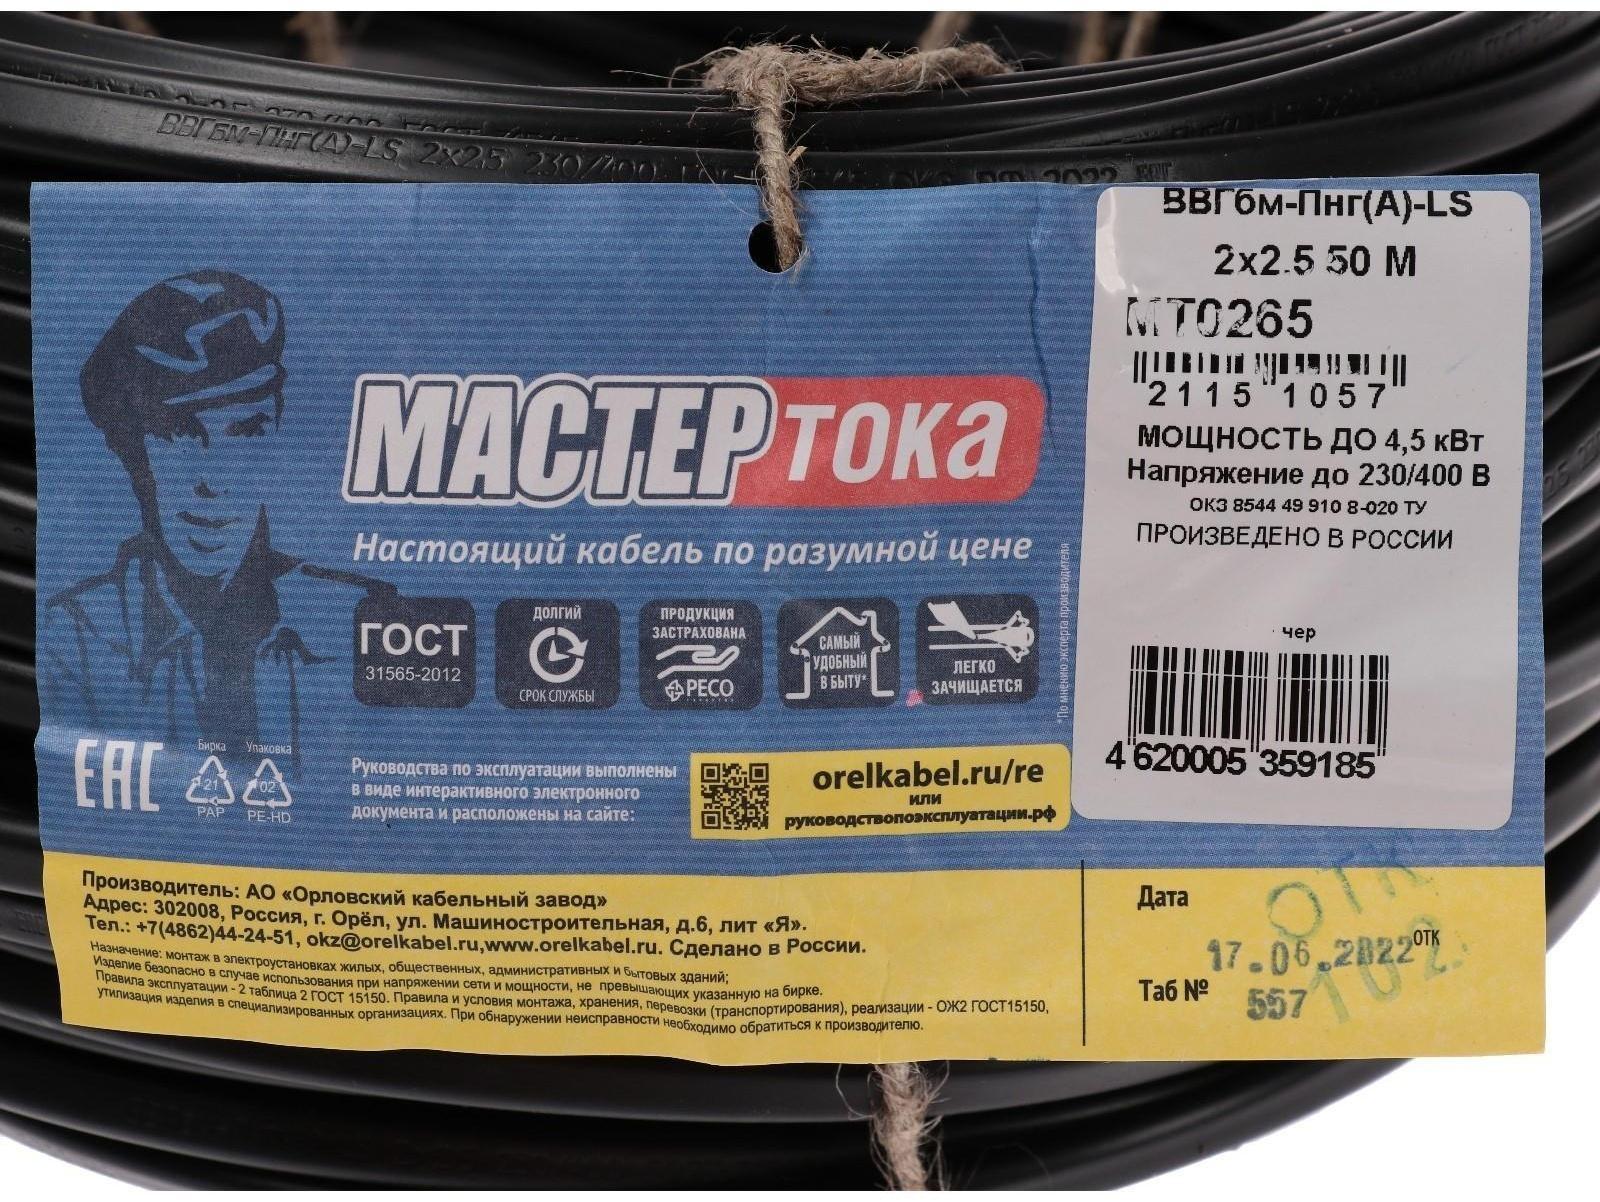 ВВГбм-Пнг(А)-LS 2х2.5 230/400
2022
ВВГбм-Пнг(А)-LS
2х2.5 50 М
МТ0265
2115 1057
МОЩНОСТЬ ДО 4,5 кВт
Напряжение до 230/400 В
ОКЗ 8544 49 910 8-020 ТУ
ПРОИЗВЕДЕНО В РОССИИ
чер
4 620005 359185
МАСТЕР ТОКА
Настоящий кабель по разумной цене
ГОСТ
31565-2012
ДОЛГИЙ
СРОК СЛУЖБЫ
ПРОДУКЦИЯ
ЗАСТРАХОВАНА
РЕСО
САМЫЙ
УДОБНЫЙ
В БЫТУ*
ЛЕГКО
ЗАЧИЩАЕТСЯ
*По мнению эксперта производителя
ЕАС
Бирка
21
PAP
Упаковка
02
PE-HD
Руководства по эксплуатации выполнены
в виде интерактивного электронного
документа и расположены на сайте:
orelkabel.ru/re
или
руководствопоэксплуатации.рф
Производитель: АО «Орловский кабельный завод»
Адрес: 302008, Россия, г. Орёл, ул. Машиностроительная, д.6, лит «Я».
Тел.: +7(4862)44-24-51, okz@orelkabel.ru,www.orelkabel.ru. Сделано в России.
Назначение: монтаж в электроустановках жилых, общественных, административных и бытовых зданий;
Изделие безопасно в случае использования при напряжении сети и мощности, не превышающих указанную на бирке.
Правила эксплуатации - 2 таблица 2 ГОСТ 15150. Правила и условия монтажа, хранения, перевозки (транспортирования), реализации - ОЖ2 ГОСТ15150,
утилизация изделия в специализированных организациях. При обнаружении неисправности необходимо обратиться к производителю.
Дата
17.06.2022
ОТК
Таб №
557
ОТК
102